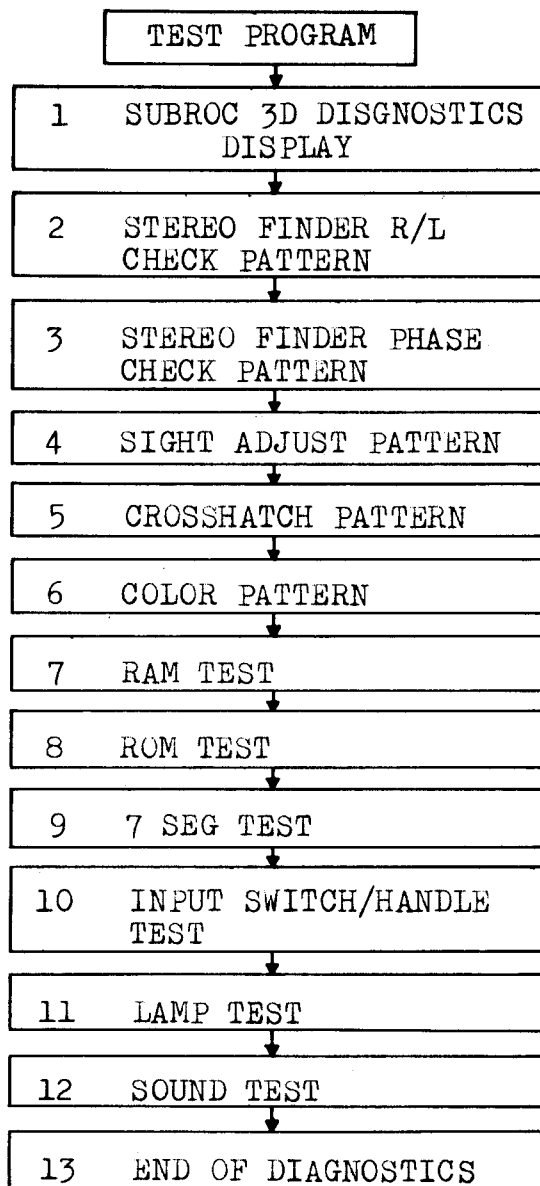 TEST PROGRAM
1 SUBROC 3D DISGNOSTICS
DISPLAY
2 STEREO FINDER R/L
CHECK PATTERN
3 STEREO FINDER PHASE
CHECK PATTERN
4 SIGHT ADJUST PATTERN
5 CROSSHATCH PATTERN
6 COLOR PATTERN
7 RAM TEST
8 ROM TEST
9 7 SEG TEST
10 INPUT SWITCH/HANDLE
TEST
11 LAMP TEST
12 SOUND TEST
13 END OF DIAGNOSTICS